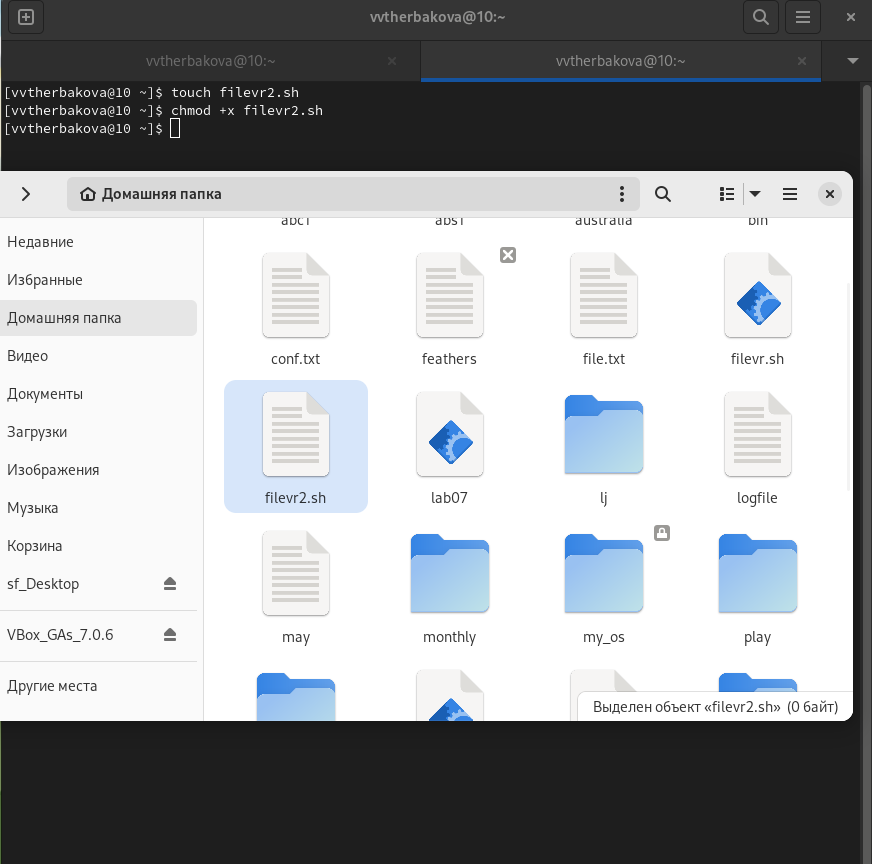 vvtherbakova@10:~
vvtherbakova@10:~ vvtherbakova@10:~
[vvtherbakova@10 ~]$ touch filevr2.sh
[vvtherbakova@10 ~]$ chmod +x filevr2.sh
[vvtherbakova@10 ~]$
Домашняя папка
Недавние
Избранные
Домашняя папка
Видео
Документы
Загрузки
Изображения
Музыка
Корзина
sf_Desktop
VBox_GAs_7.0.6
Другие места
abc1 abs1 australia bin
conf.txt feathers file.txt filevr.sh
filevr2.sh lab07 lj logfile
may monthly my_os play
Выделен объект «filevr2.sh» (0 байт)